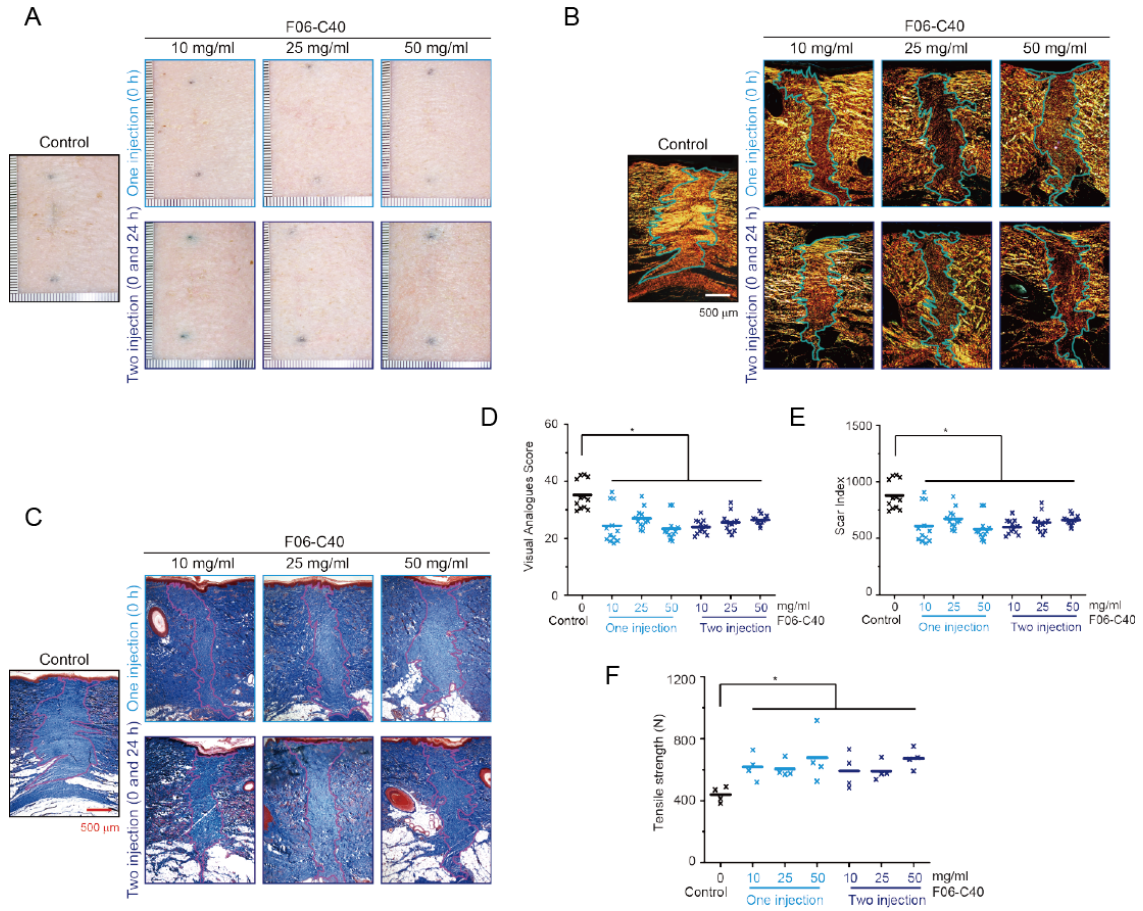 A
F06-C40
10 mg/ml 25 mg/ml 50 mg/ml
Control
One injection (0 h)
Two injection (0 and 24 h)
B
F06-C40
10 mg/ml 25 mg/ml 50 mg/ml
Control
One injection (0h)
Two injection (0 and 24 h)
500 μm
C
F06-C40
10 mg/ml 25 mg/ml 50 mg/ml
Control
One injection (0 h)
Two injection (0 and 24 h)
500 μm
D
Visual Analogues Score
60
40
20
0
*
0 10 25 50 10 25 50 mg/ml
Control One injection Two injection F06-C40
E
Scar Index
1500
1000
500
0
*
0 10 25 50 10 25 50 mg/ml
Control One injection Two injection F06-C40
F
Tensile strength (N)
1200
800
400
0
*
0 10 25 50 10 25 50 mg/ml
Control One injection Two injection F06-C40